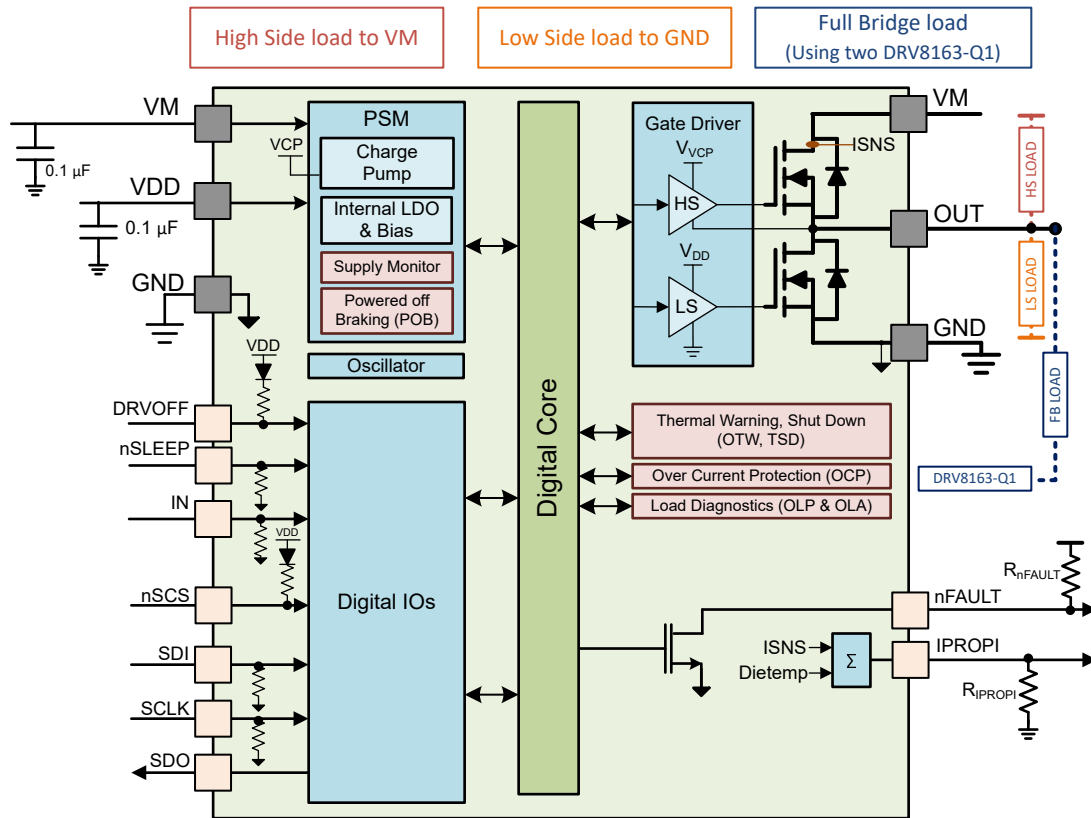 High Side load to VM
Low Side load to GND
Full Bridge load
(Using two DRV8163-Q1)
VM
0.1 µF
VDD
0.1 µF
GND
PSM
VCP
Charge
Pump
Internal LDO
& Bias
Supply Monitor
Powered off
Braking (POB)
Oscillator
VDD
DRVOFF
nSLEEP
IN
VDD
nSCS
SDI
SCLK
SDO
Digital IOs
Digital Core
Gate Driver
VVCP
HS
VDD
LS
ISNS
VM
OUT
GND
HS LOAD
LS LOAD
FB LOAD
DRV8163-Q1
Thermal Warning, Shut Down
(OTW, TSD)
Over Current Protection (OCP)
Load Diagnostics (OLP & OLA)
RnFAULT
nFAULT
ISNS
Dietemp
Σ
IPROPI
RIPROPI